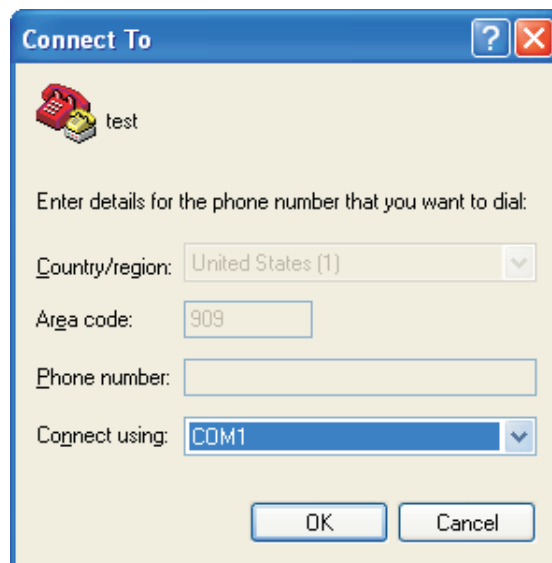 Connect To
test
Enter details for the phone number that you want to dial:
Country/region: United States (1)
Area code: 909
Phone number:
Connect using: COM1
OK Cancel